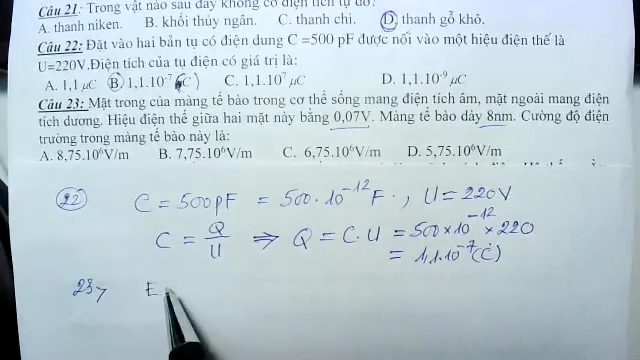 Câu 21: Trong vật nào sau đây không có điện tích tự do?
A. thanh niken. B. khối thủy ngân. C. thanh chì. D. thanh gỗ khô.
Câu 22: Đặt vào hai bản tụ có điện dung C =500 pF được nối vào một hiệu điện thế là
U=220V.Điện tích của tụ điện có giá trị là:
A. 1,1 μC B. 1,1.10⁻⁷ (C) C. 1,1.10⁷ μC D. 1,1.10⁻⁹ μC
Câu 23: Mặt trong của màng tế bào trong cơ thể sống mang điện tích âm, mặt ngoài mang điện
tích dương. Hiệu điện thế giữa hai mặt này bằng 0,07V. Màng tế bào dày 8nm. Cường độ điện
trường trong màng tế bào này là:
A. 8,75.10⁶V/m B. 7,75.10⁶V/m C. 6,75.10⁶V/m D. 5,75.10⁶V/m
22 C = 500pF = 500.10⁻¹² F., U = 220V
C = Q/U ⇒ Q = C.U = 500×10⁻¹²×220
= 1,1.10⁻⁷ (C)
23> E